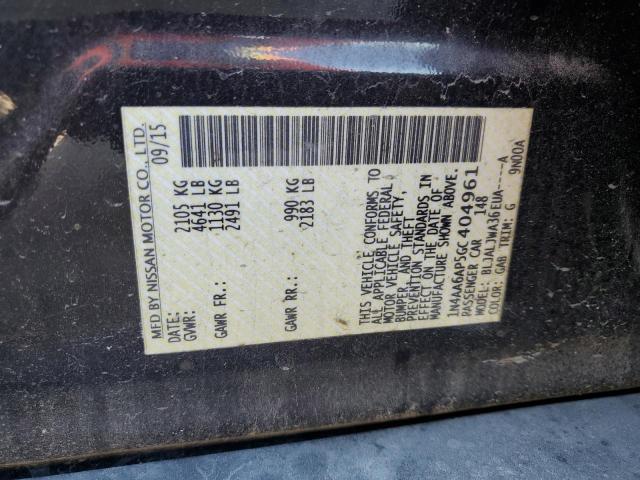 MFD BY NISSAN MOTOR CO., LTD.
DATE: 09/15
GVWR: 2105 KG
4641 LB
GAWR FR.: 1130 KG
2491 LB
GAWR RR.: 990 KG
2183 LB
THIS VEHICLE CONFORMS TO
ALL APPLICABLE FEDERAL
MOTOR VEHICLE SAFETY,
BUMPER, AND THEFT
PREVENTION STANDARDS IN
EFFECT ON THE DATE OF
MANUFACTURE SHOWN ABOVE.
1N4AA6AP5GC404961
PASSENGER CAR 148
MODEL: BLJALJWA36EUA----A
COLOR: GAB TRIM: G 9N00A